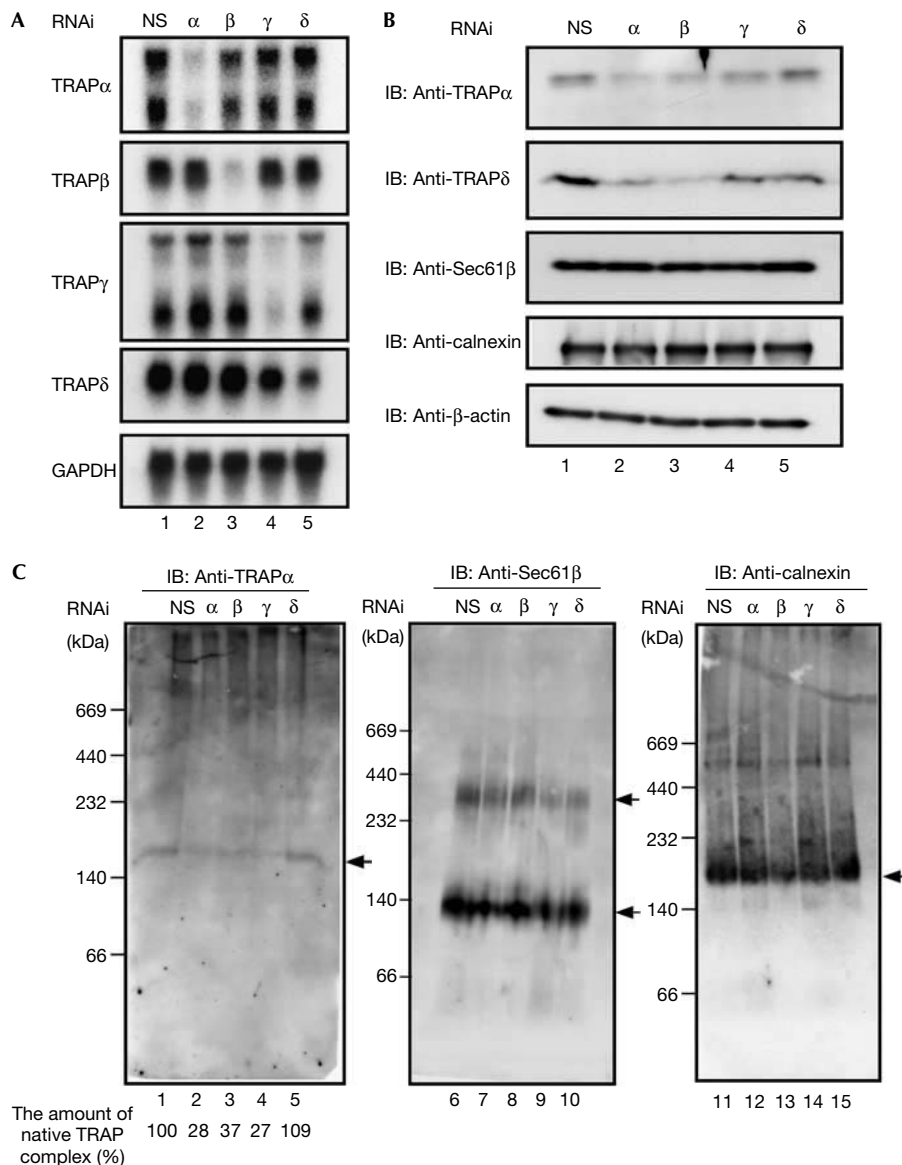 A
RNAi NS α β γ δ
TRAPα
TRAPβ
TRAPγ
TRAPδ
GAPDH
1 2 3 4 5
B
RNAi NS α β γ δ
IB: Anti-TRAPα
IB: Anti-TRAPδ
IB: Anti-Sec61β
IB: Anti-calnexin
IB: Anti-β-actin
1 2 3 4 5
C
IB: Anti-TRAPα
RNAi NS α β γ δ
(kDa)
669
440
232
140
66
1 2 3 4 5
The amount of
native TRAP
complex (%)
100 28 37 27 109
IB: Anti-Sec61β
RNAi NS α β γ δ
(kDa)
669
440
232
140
66
6 7 8 9 10
IB: Anti-calnexin
RNAi NS α β γ δ
(kDa)
669
440
232
140
66
11 12 13 14 15